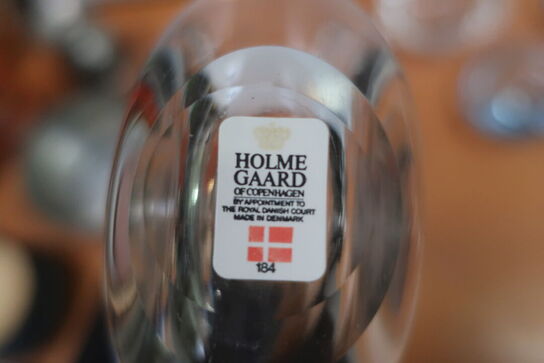 HOLME
GAARD
OF COPENHAGEN
BY APPOINTMENT TO
THE ROYAL DANISH COURT
MADE IN DENMARK
184